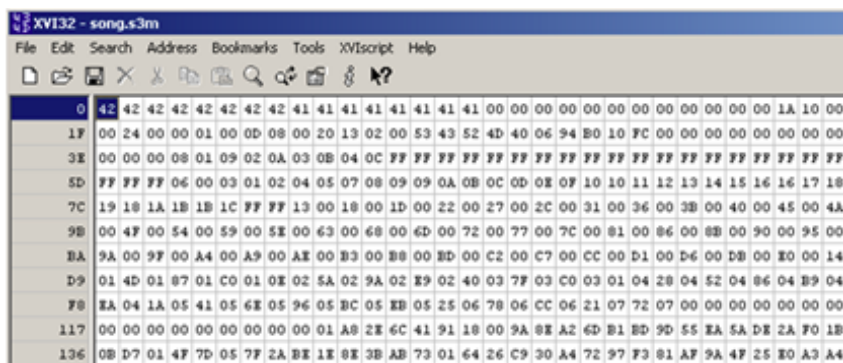 XVI32 - song.s3m
File Edit Search Address Bookmarks Tools XVIscript Help
0 42 42 42 42 42 42 42 42 41 41 41 41 41 41 41 41 00 00 00 00 00 00 00 00 00 00 00 00 1A 10 00
1F 00 24 00 00 01 00 0D 08 00 20 13 02 00 53 43 52 4D 40 06 94 B0 10 FC 00 00 00 00 00 00 00 00
3E 00 00 00 08 01 09 02 0A 03 0B 04 0C FF FF FF FF FF FF FF FF FF FF FF FF FF FF FF FF FF FF FF
5D FF FF FF 06 00 03 01 02 04 05 07 08 09 09 0A 0B 0C 0D 0E 0F 10 10 11 12 13 14 15 16 16 17 18
7C 19 18 1A 1B 1B 1C FF FF 13 00 18 00 1D 00 22 00 27 00 2C 00 31 00 36 00 3B 00 40 00 45 00 4A
9B 00 4F 00 54 00 59 00 5E 00 63 00 68 00 6D 00 72 00 77 00 7C 00 81 00 86 00 8B 00 90 00 95 00
BA 9A 00 9F 00 A4 00 A9 00 AE 00 B3 00 B8 00 BD 00 C2 00 C7 00 CC 00 D1 00 D6 00 DB 00 E0 00 14
D9 01 4D 01 87 01 C0 01 0E 02 5A 02 9A 02 E9 02 40 03 7F 03 C0 03 01 04 28 04 52 04 86 04 B9 04
F8 EA 04 1A 05 41 05 6E 05 96 05 BC 05 EB 05 25 06 78 06 CC 06 21 07 72 07 00 00 00 00 00 00 00
117 00 00 00 00 00 00 00 00 01 A8 2E 6C 41 91 18 00 9A 8E A2 6D B1 BD 9D 55 EA 5A DE 2A F0 1B
136 0B D7 01 4F 7D 05 7F 2A BE 1E 8E 3B AB 73 01 64 26 C9 30 A4 72 97 F3 81 AF 9A 4F 25 E0 A3 A4